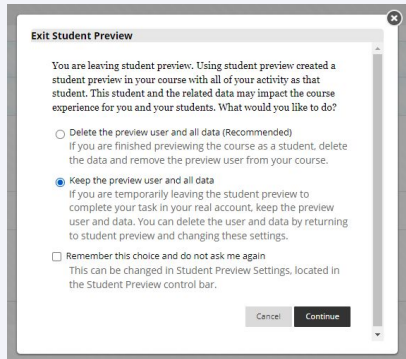 Exit Student Preview
You are leaving student preview. Using student preview created a
student preview in your course with all of your activity as that
student. This student and the related data may impact the course
experience for you and your students. What would you like to do?
Delete the preview user and all data (Recommended)
If you are finished previewing the course as a student, delete
the data and remove the preview user from your course.
Keep the preview user and all data
If you are temporarily leaving the student preview to
complete your task in your real account, keep the preview
user and data. You can delete the user and data by returning
to student preview and changing these settings.
Remember this choice and do not ask me again
This can be changed in Student Preview Settings, located in
the Student Preview control bar.
Cancel Continue